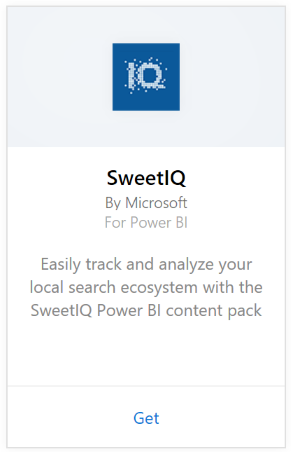 IQ
SweetIQ
By Microsoft
For Power BI
Easily track and analyze your
local search ecosystem with the
SweetIQ Power BI content pack
Get